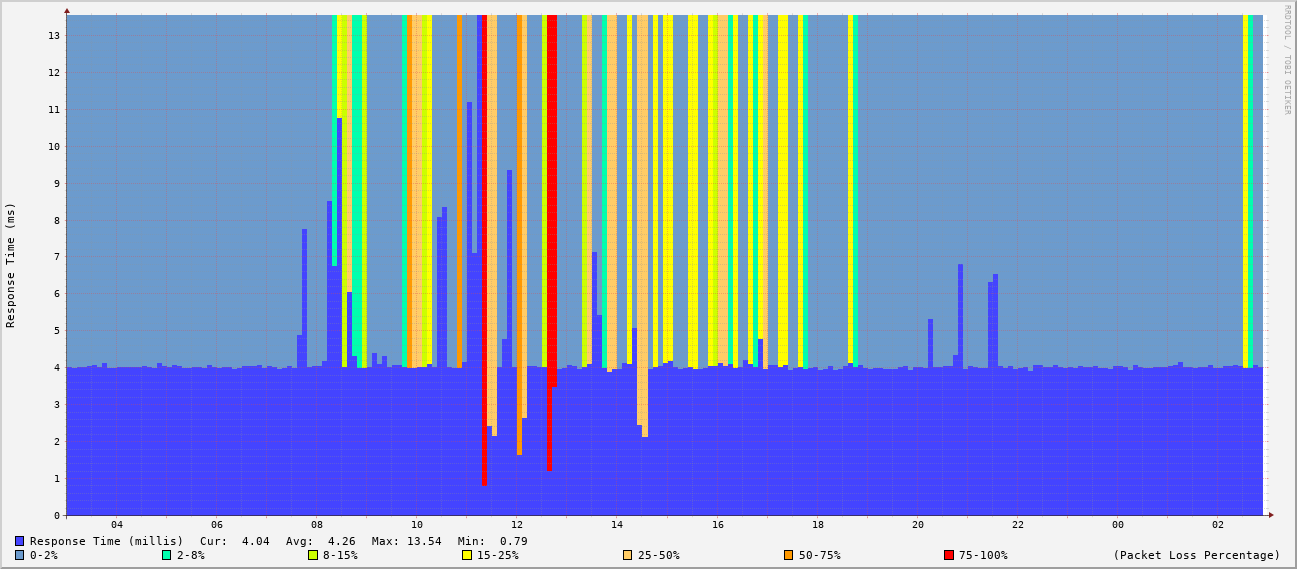 RRDTOOL / TOBI OETIKER
Response Time (ms)
13
12
11
10
9
8
7
6
5
4
3
2
1
0
04 06 08 10 12 14 16 18 20 22 00 02
Response Time (millis) Cur: 4.04 Avg: 4.26 Max: 13.54 Min: 0.79
0-2% 2-8% 8-15% 15-25% 25-50% 50-75% 75-100% (Packet Loss Percentage)